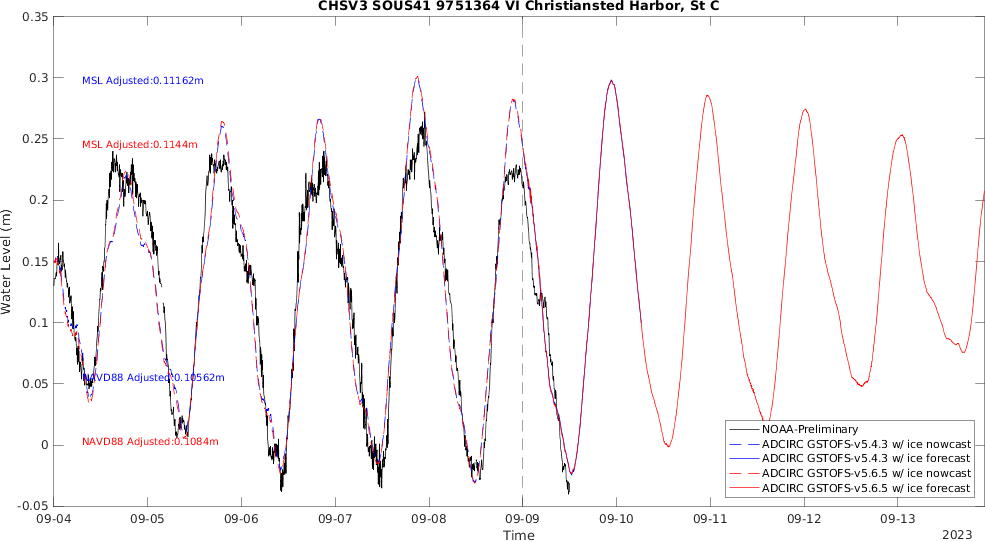 CHSV3 SOUS41 9751364 VI Christiansted Harbor, St C
0.35
0.3
0.25
0.2
0.15
0.1
0.05
0
-0.05
Water Level (m)
MSL Adjusted:0.11162m
MSL Adjusted:0.1144m
NAVD88 Adjusted:0.10562m
NAVD88 Adjusted:0.1084m
NOAA-Preliminary
ADCIRC GSTOFS-v5.4.3 w/ ice nowcast
ADCIRC GSTOFS-v5.4.3 w/ ice forecast
ADCIRC GSTOFS-v5.6.5 w/ ice nowcast
ADCIRC GSTOFS-v5.6.5 w/ ice forecast
09-04 09-05 09-06 09-07 09-08 09-09 09-10 09-11 09-12 09-13
Time
2023